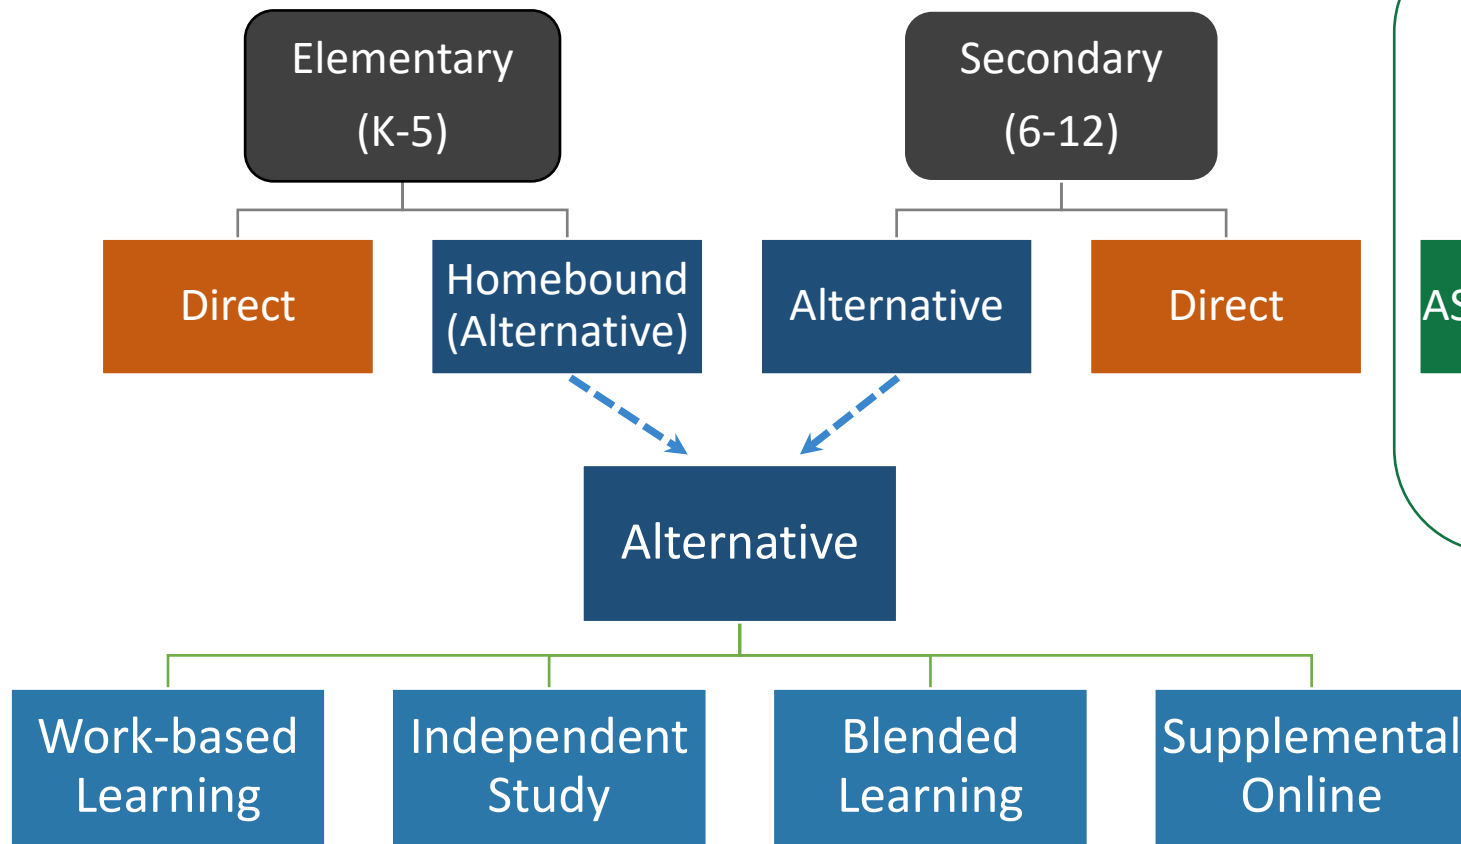 Elementary
(K-5)
Secondary
(6-12)
Direct
Homebound
(Alternative)
Alternative
Direct
Alternative
Work-based
Learning
Independent
Study
Blended
Learning
Supplemental
Online